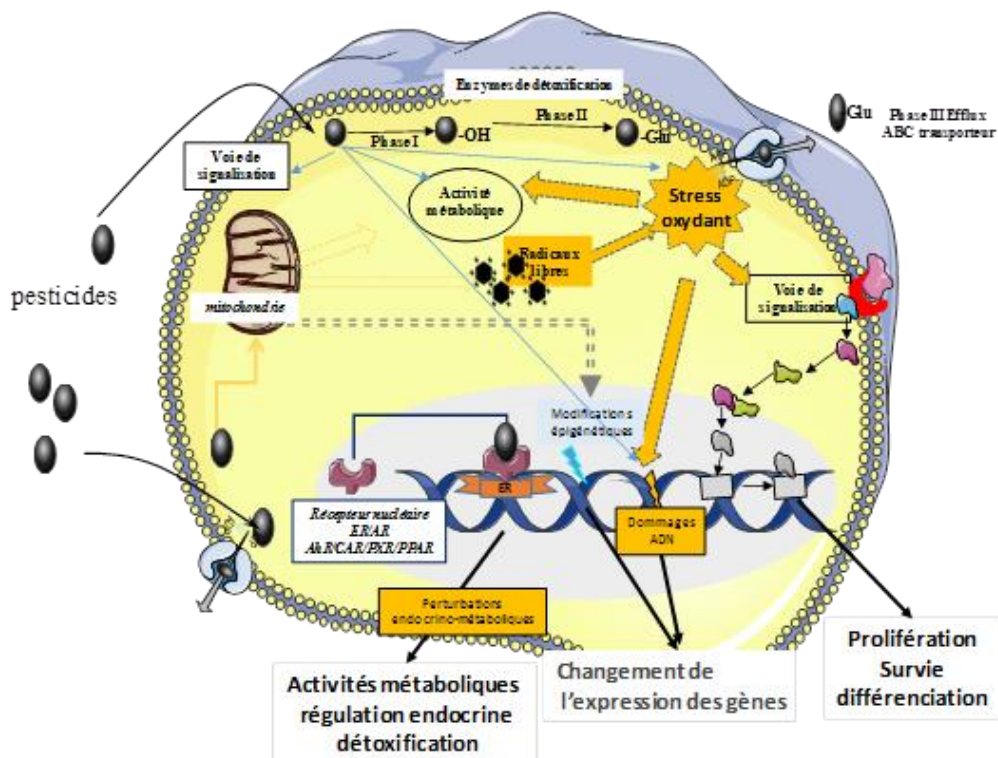 Enzymes de détoxification
Phase I
-OH
Phase II
-Glu
-Glu
Phase III Efflux
ABC transporteur
Voie de
signalisation
Activité
métabolique
Stress
oxydant
Radicaux
libres
pesticides
mitochondrie
Voie de
signalisation
Modifications
épigénétiques
ER
Récepteur nucléaire
ER/AR
AhR/CAR/PXR/PPAR
Dommages
ADN
Perturbations
endocrino-métaboliques
Activités métaboliques
régulation endocrine
détoxification
Changement de
l'expression des gènes
Prolifération
Survie
différenciation